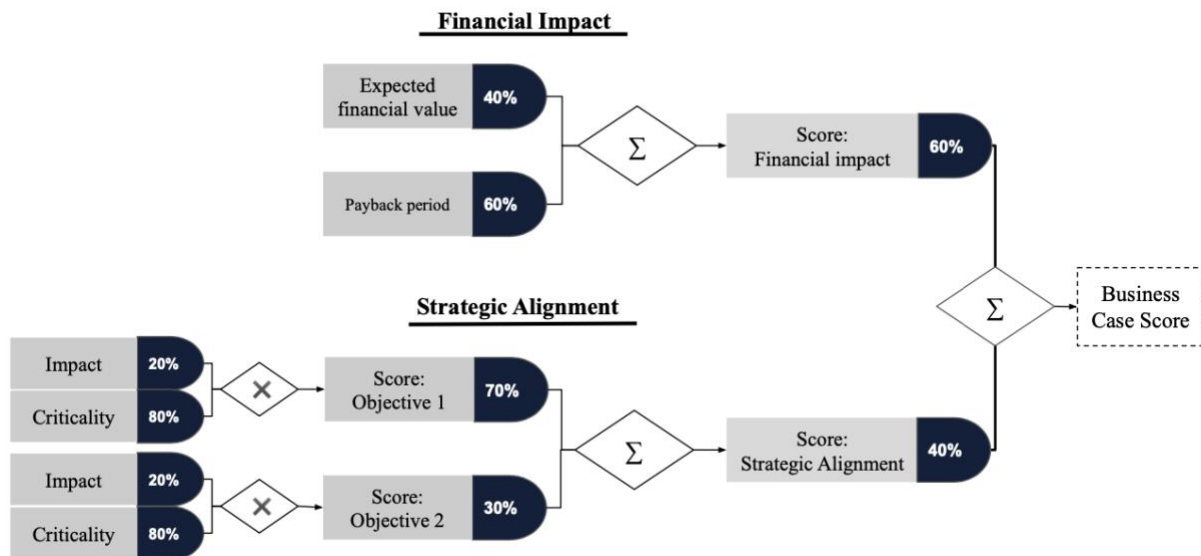 Financial Impact
Expected
financial value
40%
Σ
Score:
Financial impact
60%
Payback period
60%
Σ
Business
Case Score
Strategic Alignment
Impact
20%
×
Criticality
80%
Score:
Objective 1
70%
Σ
Score:
Strategic Alignment
40%
Impact
20%
×
Criticality
80%
Score:
Objective 2
30%